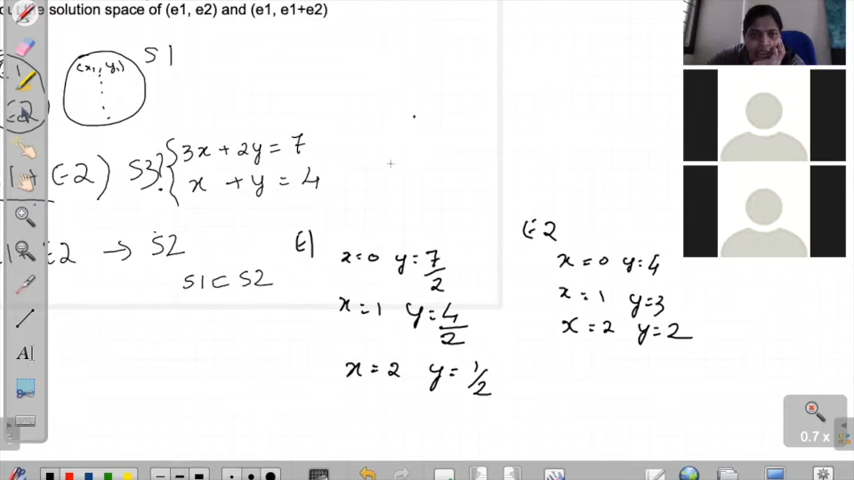 solution space of (e1, e2) and (e1, e1+e2)
(x1, y1) S1
E2
E2) S3? { 3x + 2y = 7
x + y = 4
E2 → S2
S1 ⊂ S2
E1
x=0 y=7/2
x=1 y=4/2
x=2 y=1/2
E2
x=0 y=4
x=1 y=3
x=2 y=2
A
0.7 x